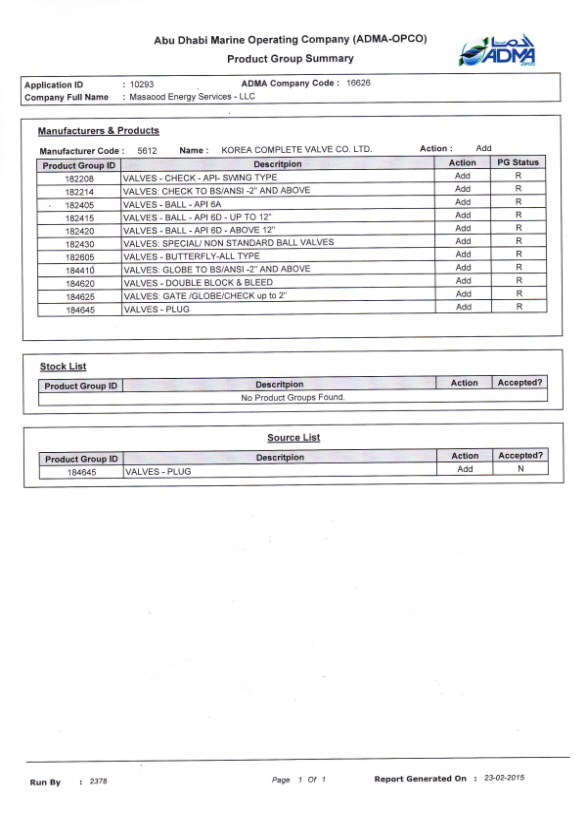 Abu Dhabi Marine Operating Company (ADMA-OPCO)
Product Group Summary
ADMA
OPCO
Application ID : 10293 ADMA Company Code : 16626
Company Full Name : Masaood Energy Services - LLC
Manufacturers & Products
Manufacturer Code : 5612 Name : KOREA COMPLETE VALVE CO. LTD. Action : Add
Product Group ID Descritpion Action PG Status
182208 VALVES - CHECK - API- SWING TYPE Add R
182214 VALVES: CHECK TO BS/ANSI -2" AND ABOVE Add R
182405 VALVES - BALL - API 6A Add R
182415 VALVES - BALL - API 6D - UP TO 12" Add R
182420 VALVES - BALL - API 6D - ABOVE 12" Add R
182430 VALVES: SPECIAL/ NON STANDARD BALL VALVES Add R
182605 VALVES - BUTTERFLY-ALL TYPE Add R
184410 VALVES: GLOBE TO BS/ANSI -2" AND ABOVE Add R
184620 VALVES - DOUBLE BLOCK & BLEED Add R
184625 VALVES: GATE /GLOBE/CHECK up to 2" Add R
184645 VALVES - PLUG Add R
Stock List
Product Group ID Descritpion Action Accepted?
No Product Groups Found.
Source List
Product Group ID Descritpion Action Accepted?
184645 VALVES - PLUG Add N
Run By : 2378 Page 1 Of 1 Report Generated On : 23-02-2015